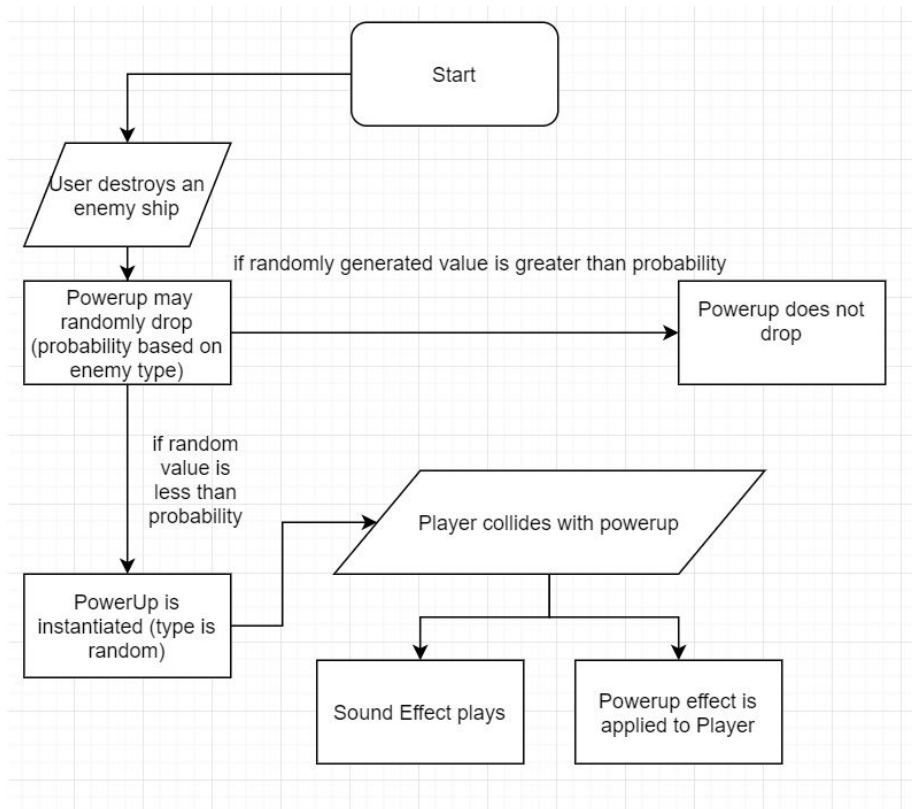 Start
User destroys an
enemy ship
if randomly generated value is greater than probability
Powerup may
randomly drop
(probability based on
enemy type)
Powerup does not
drop
if random
value is
less than
probability
Player collides with powerup
PowerUp is
instantiated (type is
random)
Sound Effect plays
Powerup effect is
applied to Player